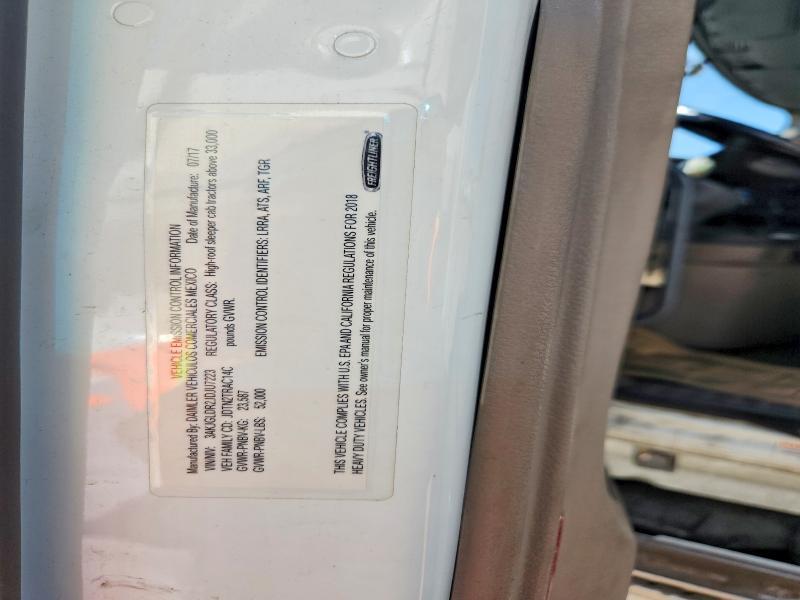 VEHICLE EMISSION CONTROL INFORMATION
Manufactured By: DAIMLER VEHICULOS COMERCIALES MEXICO Date of Manufacture: 07/17
VIN/NIV: 3AKJGLDR2JDJU7223 REGULATORY CLASS: High-roof sleeper cab tractors above 33,000
VEH FAMILY CD: JDTN2TRAC14C pounds GVWR
GVWR-PNBV-KG: 23,587
GVWR-PNBV-LBS: 52,000 EMISSION CONTROL IDENTIFIERS: LRRA, ATS, ARF, TGR
THIS VEHICLE COMPLIES WITH U.S. EPA AND CALIFORNIA REGULATIONS FOR 2018
HEAVY DUTY VEHICLES. See owner's manual for proper maintenance of this vehicle.
FREIGHTLINER